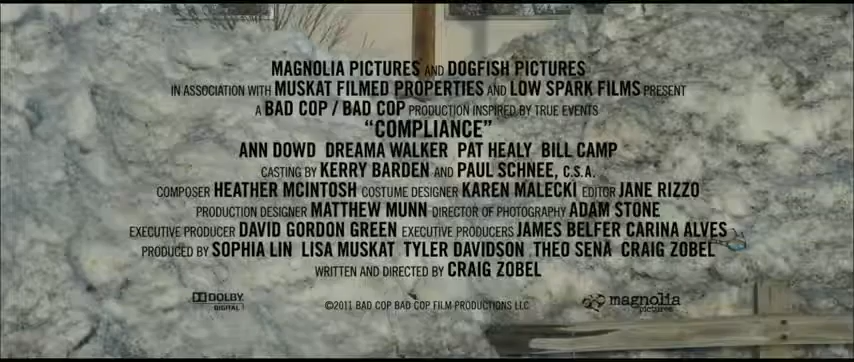 MAGNOLIA PICTURES AND DOGFISH PICTURES
IN ASSOCIATION WITH MUSKAT FILMED PROPERTIES AND LOW SPARK FILMS PRESENT
A BAD COP / BAD COP PRODUCTION INSPIRED BY TRUE EVENTS
"COMPLIANCE"
ANN DOWD DREAMA WALKER PAT HEALY BILL CAMP
CASTING BY KERRY BARDEN AND PAUL SCHNEE, C.S.A.
COMPOSER HEATHER MCINTOSH COSTUME DESIGNER KAREN MALECKI EDITOR JANE RIZZO
PRODUCTION DESIGNER MATTHEW MUNN DIRECTOR OF PHOTOGRAPHY ADAM STONE
EXECUTIVE PRODUCER DAVID GORDON GREEN EXECUTIVE PRODUCERS JAMES BELFER CARINA ALVES
PRODUCED BY SOPHIA LIN LISA MUSKAT TYLER DAVIDSON THEO SENA CRAIG ZOBEL
WRITTEN AND DIRECTED BY CRAIG ZOBEL
DOLBY
DIGITAL
©2011 BAD COP BAD COP FILM PRODUCTIONS LLC
magnolia
pictures